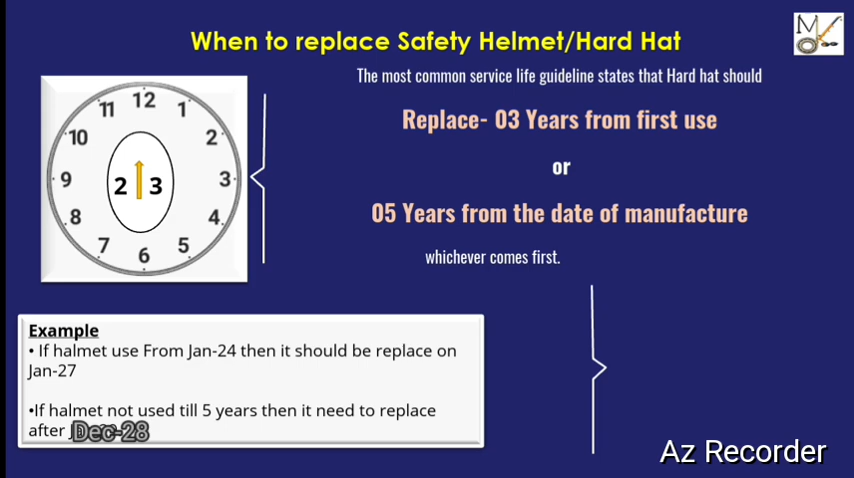 When to replace Safety Helmet/Hard Hat
The most common service life guideline states that Hard hat should
Replace- 03 Years from first use
or
05 Years from the date of manufacture
whichever comes first.
12
11 1
10 2
9 2 3 3
8 4
7 5
6
Example
• If halmet use From Jan-24 then it should be replace on
Jan-27
•If halmet not used till 5 years then it need to replace
after
Dec-28
Az Recorder